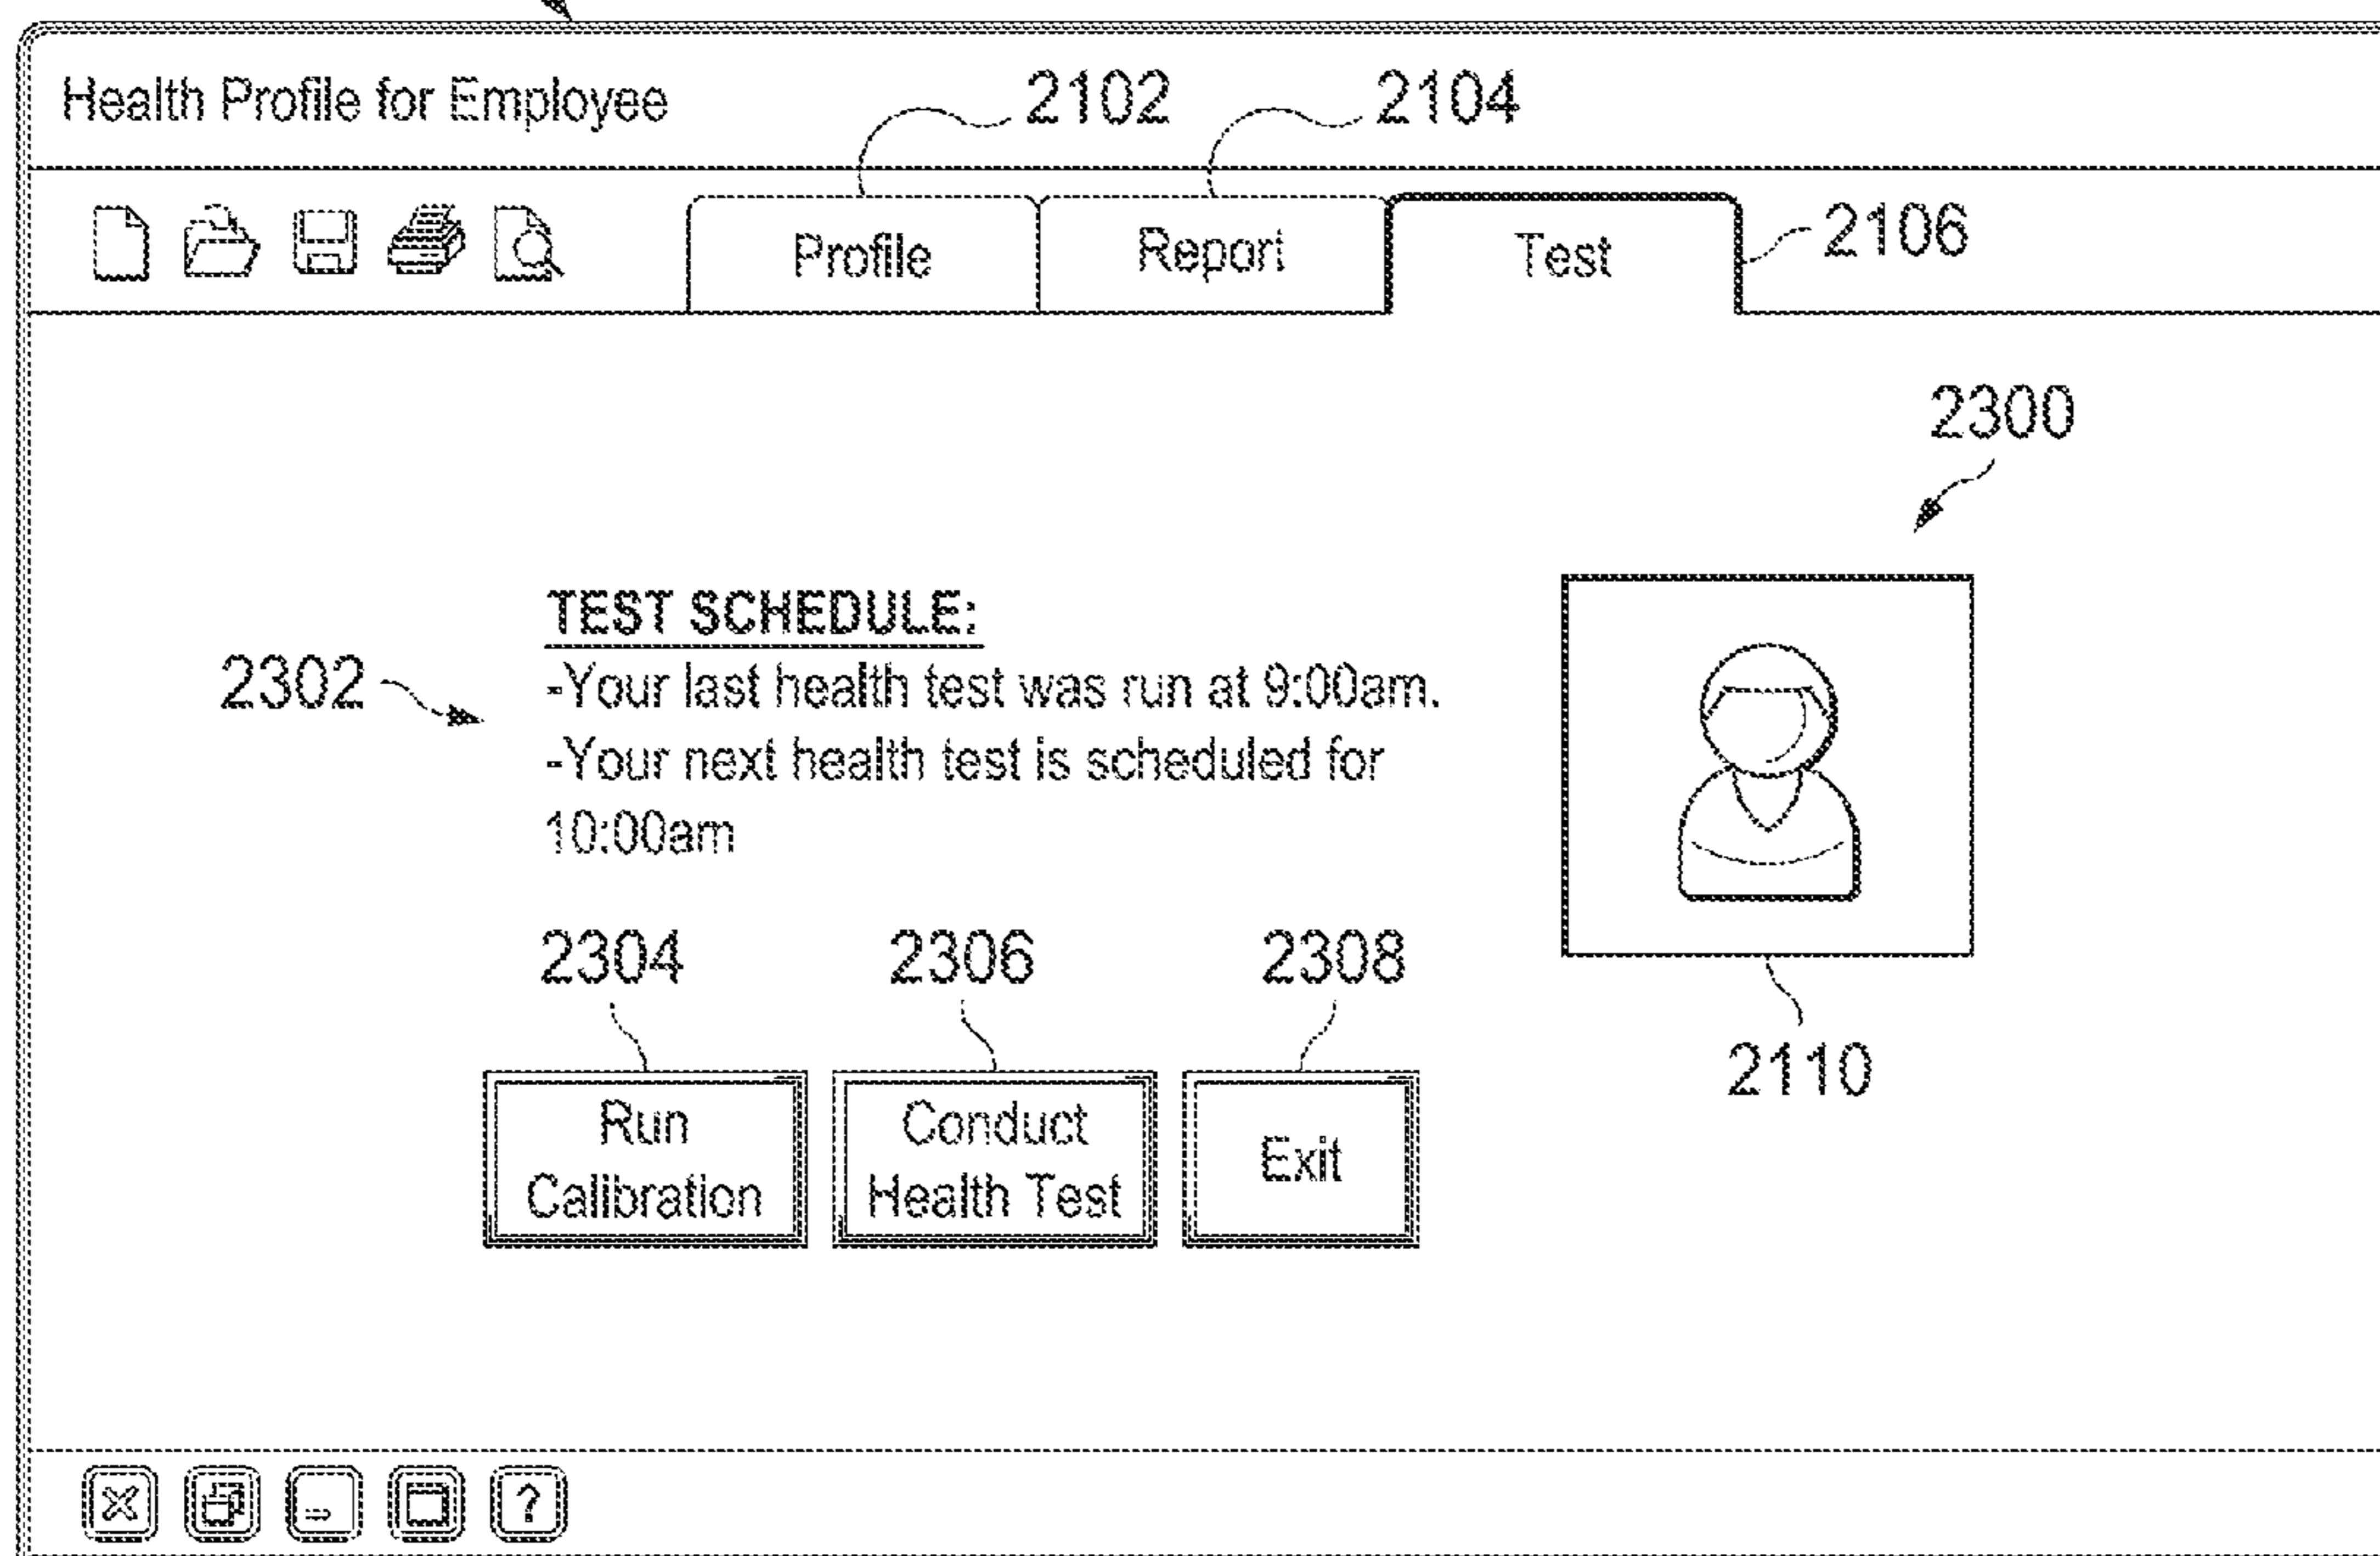 Health Profile for Employee
2102
2104
Profile
Report
Test
2106
2300
TEST SCHEDULE:
2302
-Your last health test was run at 9:00am.
-Your next health test is scheduled for
10:00am
2304
2306
2308
2110
Run
Calibration
Conduct
Health Test
Exit
?